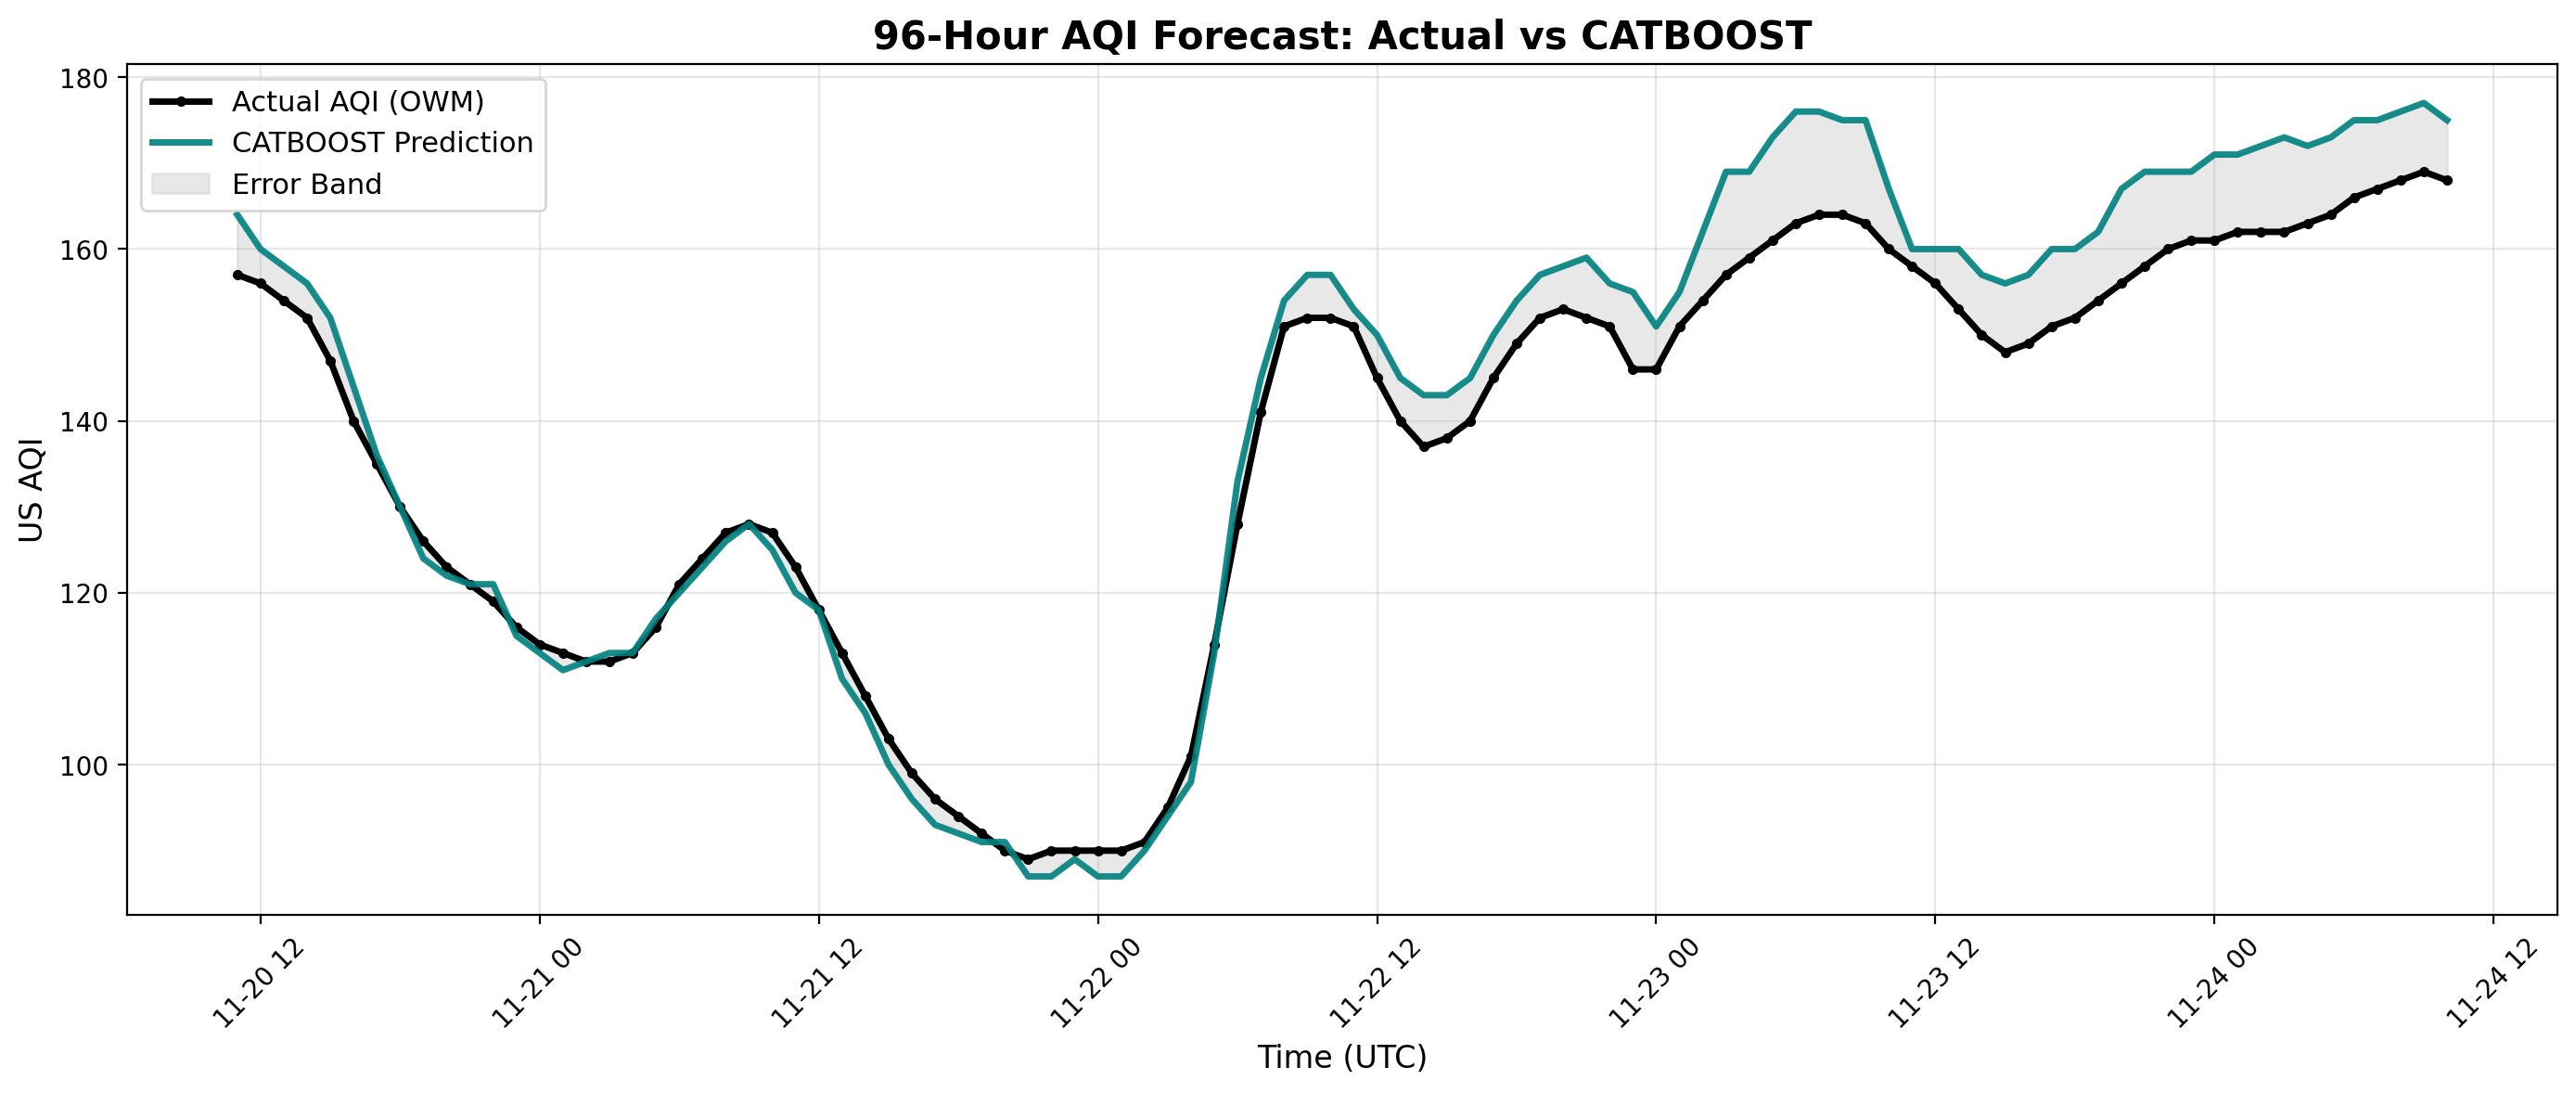 96-Hour AQI Forecast: Actual vs CATBOOST
Actual AQI (OWM)
CATBOOST Prediction
Error Band
US AQI
180
160
140
120
100
11-20 12
11-21 00
11-21 12
11-22 00
11-22 12
11-23 00
11-23 12
11-24 00
11-24 12
Time (UTC)